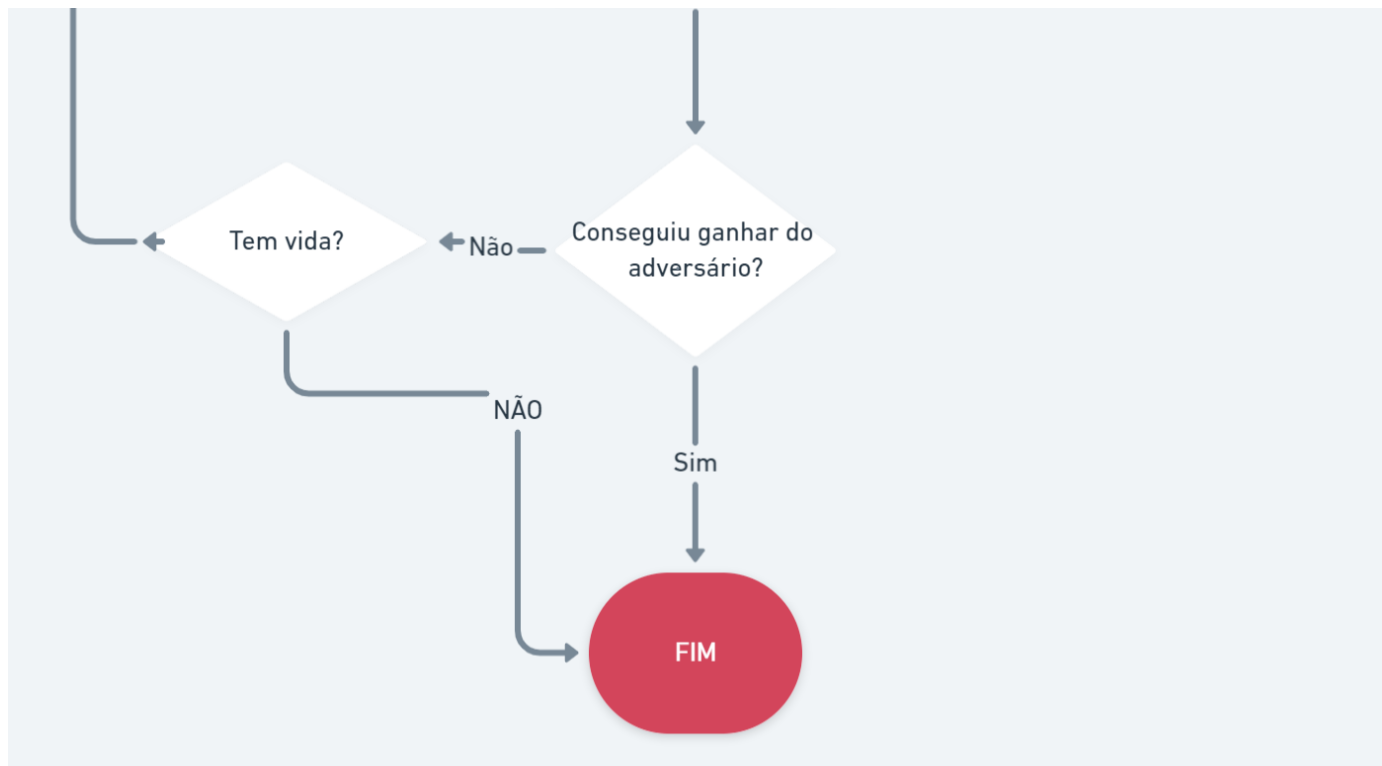 Tem vida?
Não
Conseguiu ganhar do
adversário?
NÃO
Sim
FIM